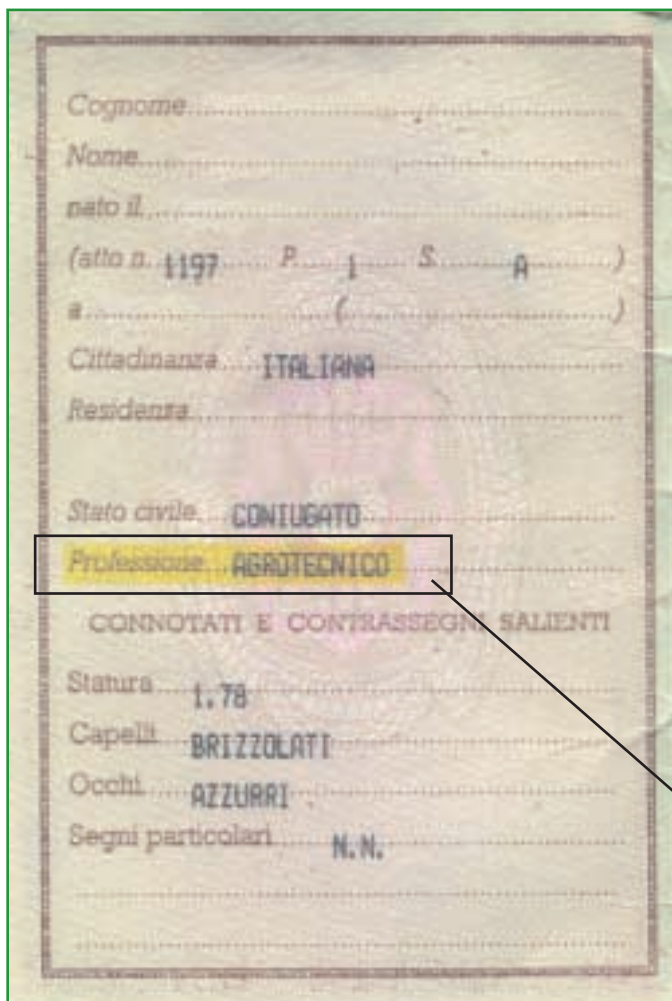 Cognome
Nome
nato il
(atto n. 1197 P. 1 S. A )
a ( )
Cittadinanza ITALIANA
Residenza
Stato civile CONIUGATO
Professione AGROTECNICO
CONNOTATI E CONTRASSEGNI SALIENTI
Statura 1.78
Capelli BRIZZOLATI
Occhi AZZURRI
Segni particolari N.N.